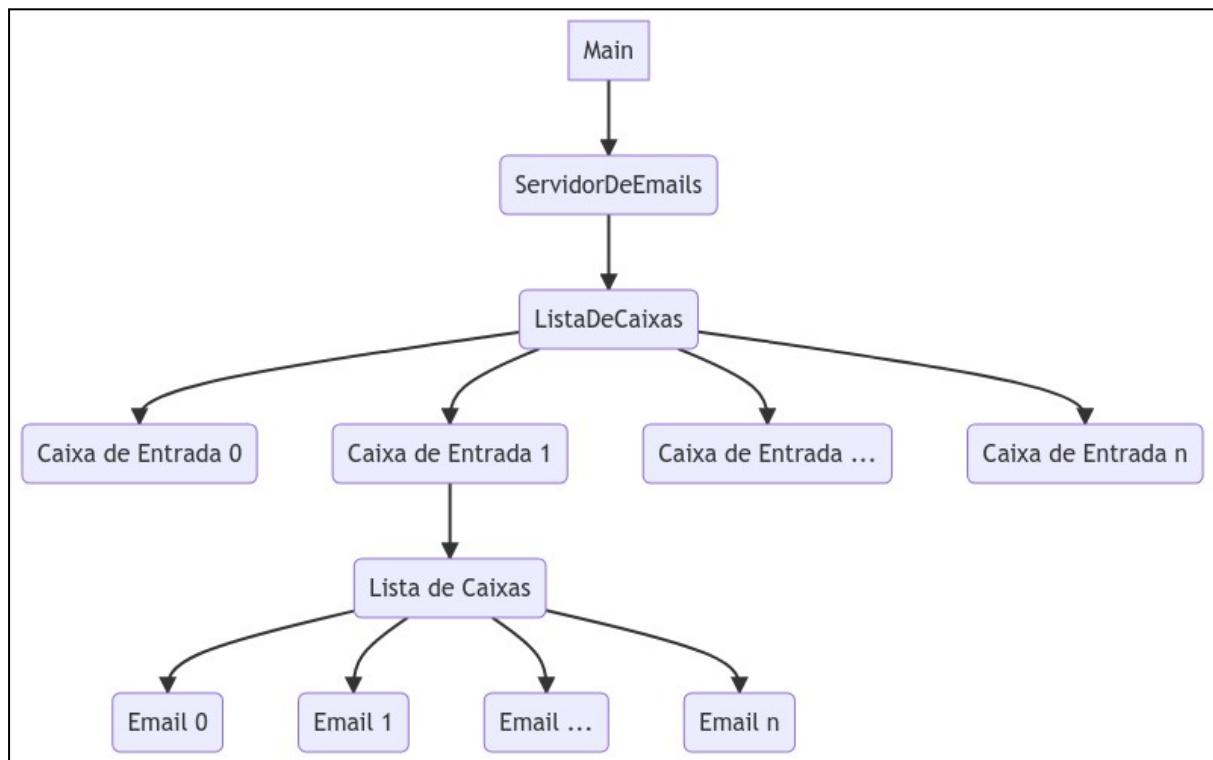 Main
ServidorDeEmails
ListaDeCaixas
Caixa de Entrada 0
Caixa de Entrada 1
Caixa de Entrada ...
Caixa de Entrada n
Lista de Caixas
Email 0
Email 1
Email ...
Email n